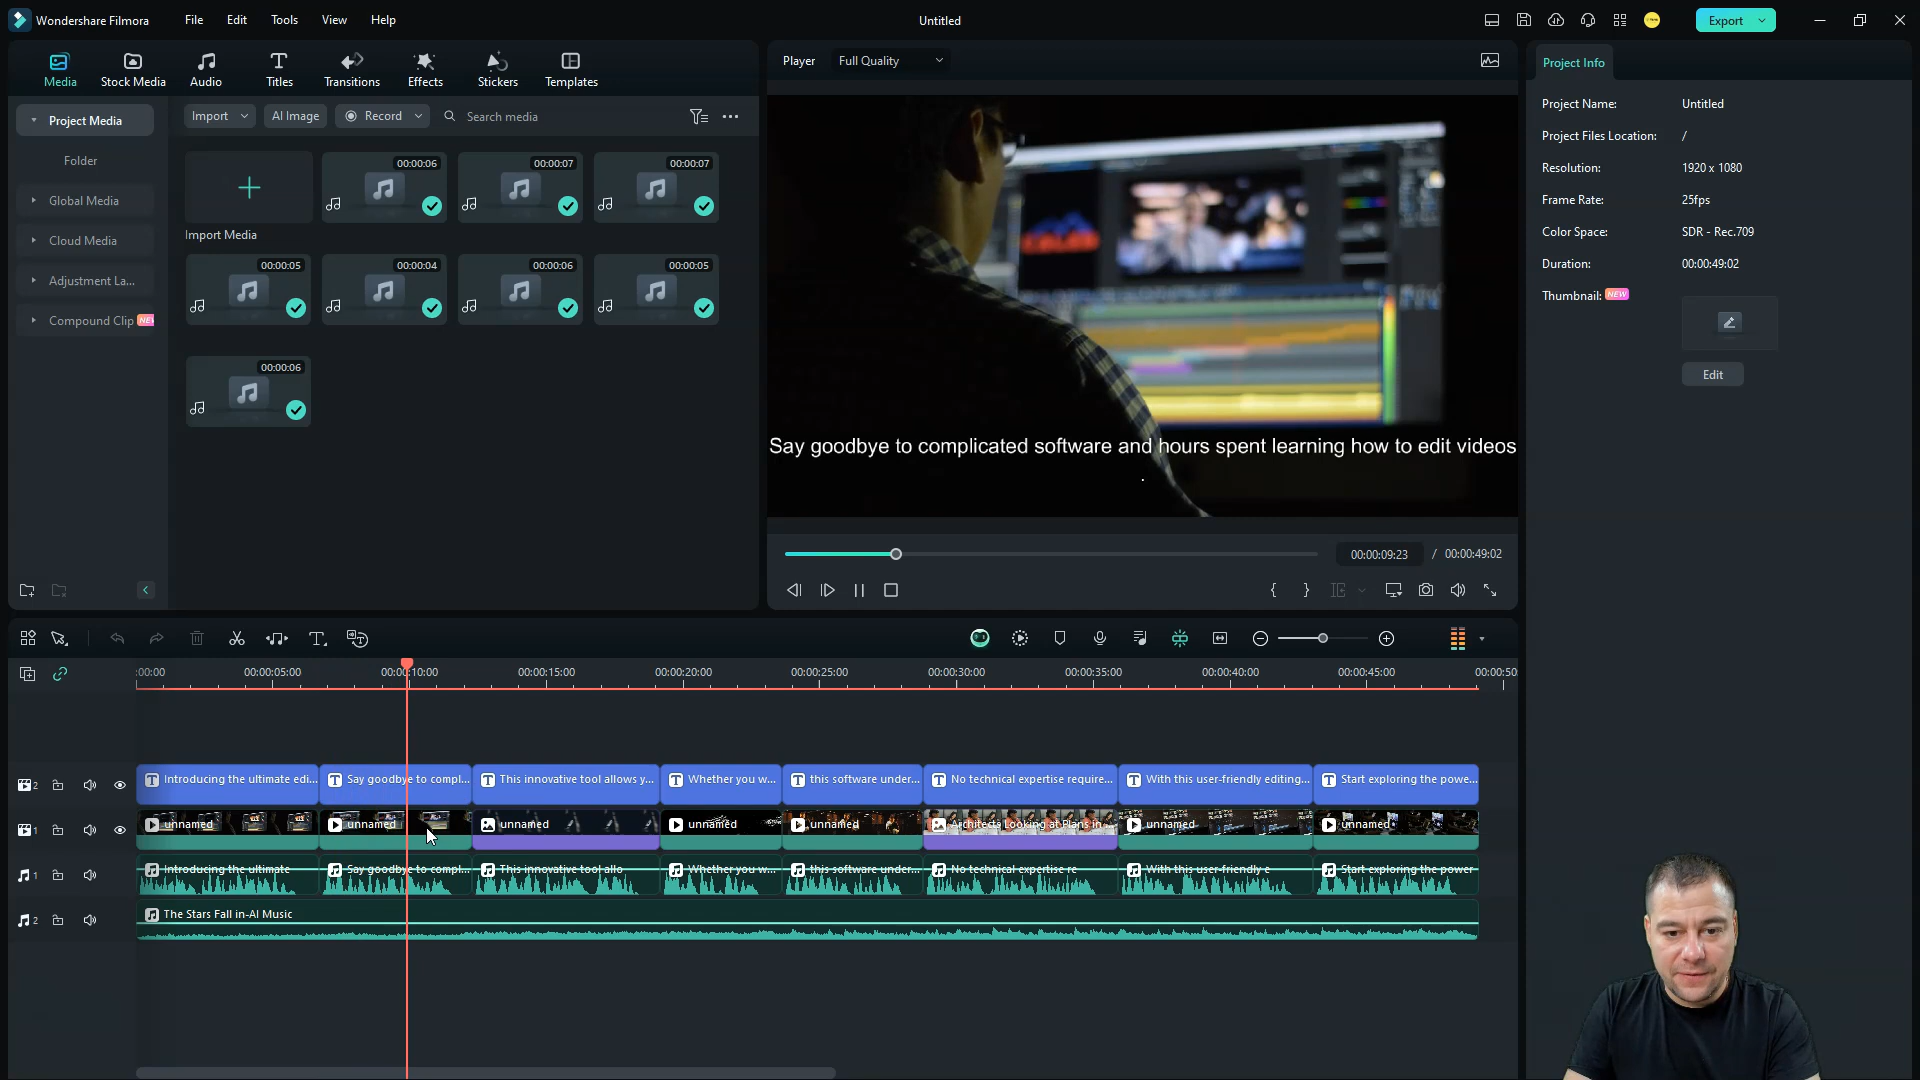 Wondershare Filmora
File
Edit
Tools
View
Help
Untitled
Export
Media
Stock Media
Audio
Titles
Transitions
Effects
Stickers
Templates
Player
Full Quality
Project Info
Project Media
Import
AI Image
Record
Search media
Folder
Global Media
Cloud Media
Adjustment La...
Compound Clip
NEW
Import Media
00:00:06
00:00:07
00:00:07
00:00:05
00:00:04
00:00:06
00:00:05
00:00:06
Say goodbye to complicated software and hours spent learning how to edit videos
.
00:00:09:23 / 00:00:49:02
Project Name: Untitled
Project Files Location: /
Resolution: 1920 x 1080
Frame Rate: 25fps
Color Space: SDR - Rec.709
Duration: 00:00:49:02
Thumbnail: NEW
Edit
:00:00
00:00:05:00
00:00:10:00
00:00:15:00
00:00:20:00
00:00:25:00
00:00:30:00
00:00:35:00
00:00:40:00
00:00:45:00
00:00:50:
2
Introducing the ultimate edi...
Say goodbye to compl...
This innovative tool allows y...
Whether you w...
this software under...
No technical expertise require...
With this user-friendly editing...
Start exploring the powe...
1
unnamed
unnamed
unnamed
unnamed
unnamed
Architects Looking at Plans in...
unnamed
unnamed
1
Introducing the ultimate
Say goodbye to compl...
This innovative tool allo
Whether you w...
this software under...
No technical expertise re
With this user-friendly e
Start exploring the power
2
The Stars Fall in-AI Music